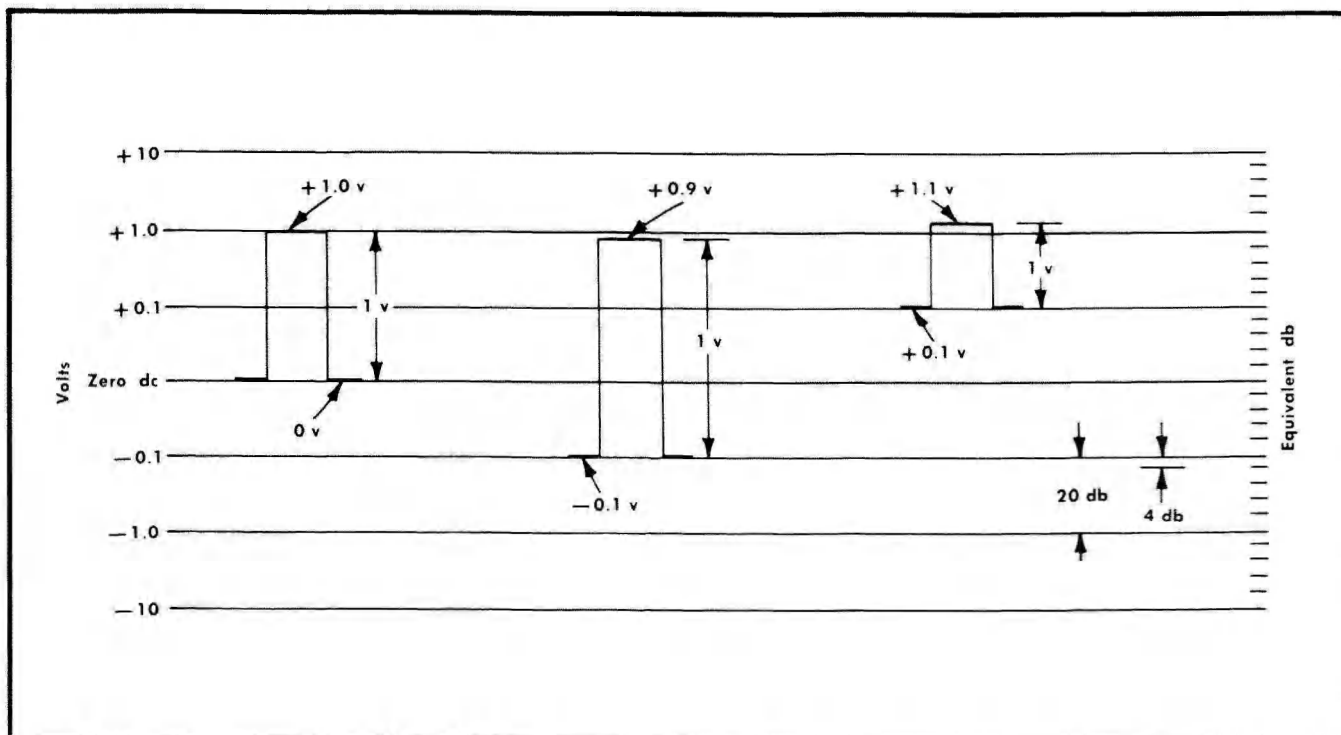 + 10
+ 1.0 v
+ 0.9 v
+ 1.1 v
+ 1.0
1 v
+ 0.1
1 v
1 v
+ 0.1 v
Volts
Equivalent db
Zero dc
0 v
— 0.1
— 0.1 v
20 db
4 db
— 1.0
— 10